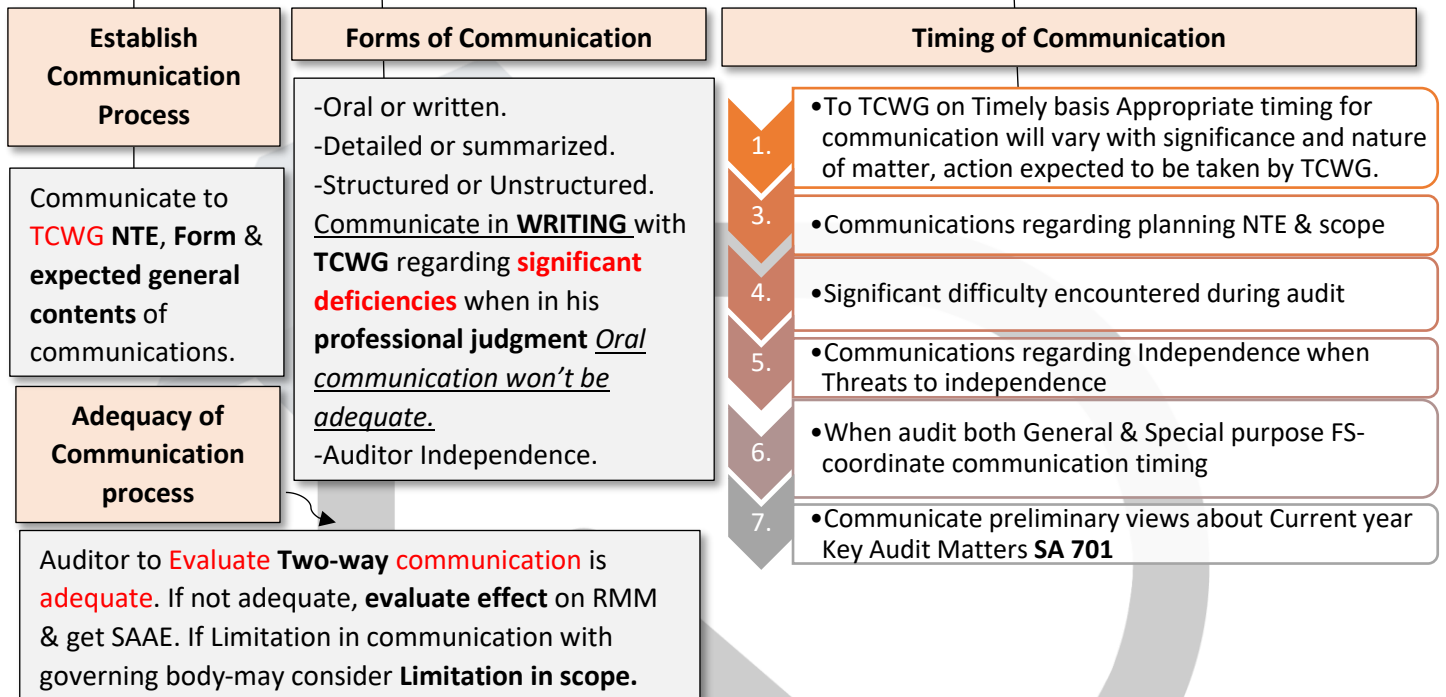 Establish
Communication
Process
Communicate to
TCWG NTE, Form &
expected general
contents of
communications.
Adequacy of
Communication
process
Auditor to Evaluate Two-way communication is
adequate. If not adequate, evaluate effect on RMM
& get SAAE. If Limitation in communication with
governing body-may consider Limitation in scope.
Forms of Communication
-Oral or written.
-Detailed or summarized.
-Structured or Unstructured.
Communicate in WRITING with
TCWG regarding significant
deficiencies when in his
professional judgment Oral
communication won't be
adequate.
-Auditor Independence.
Timing of Communication
1.
•To TCWG on Timely basis Appropriate timing for
communication will vary with significance and nature
of matter, action expected to be taken by TCWG.
3.
•Communications regarding planning NTE & scope
4.
•Significant difficulty encountered during audit
5.
•Communications regarding Independence when
Threats to independence
6.
•When audit both General & Special purpose FS-
coordinate communication timing
7.
•Communicate preliminary views about Current year
Key Audit Matters SA 701